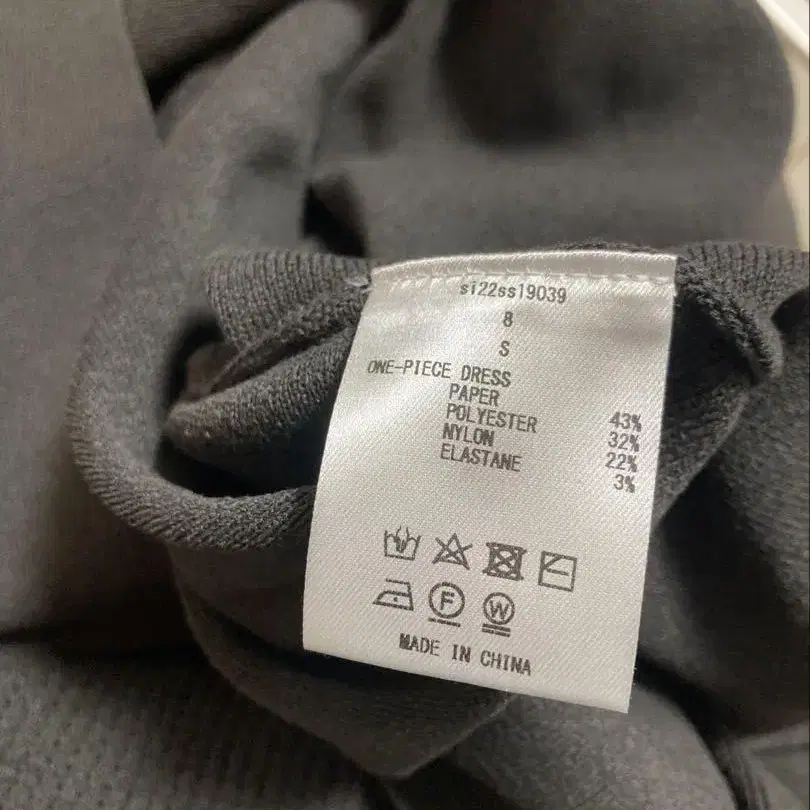 si22ss19039
8
S
ONE-PIECE DRESS
PAPER 43%
POLYESTER 32%
NYLON 22%
ELASTANE 3%
F W
MADE IN CHINA